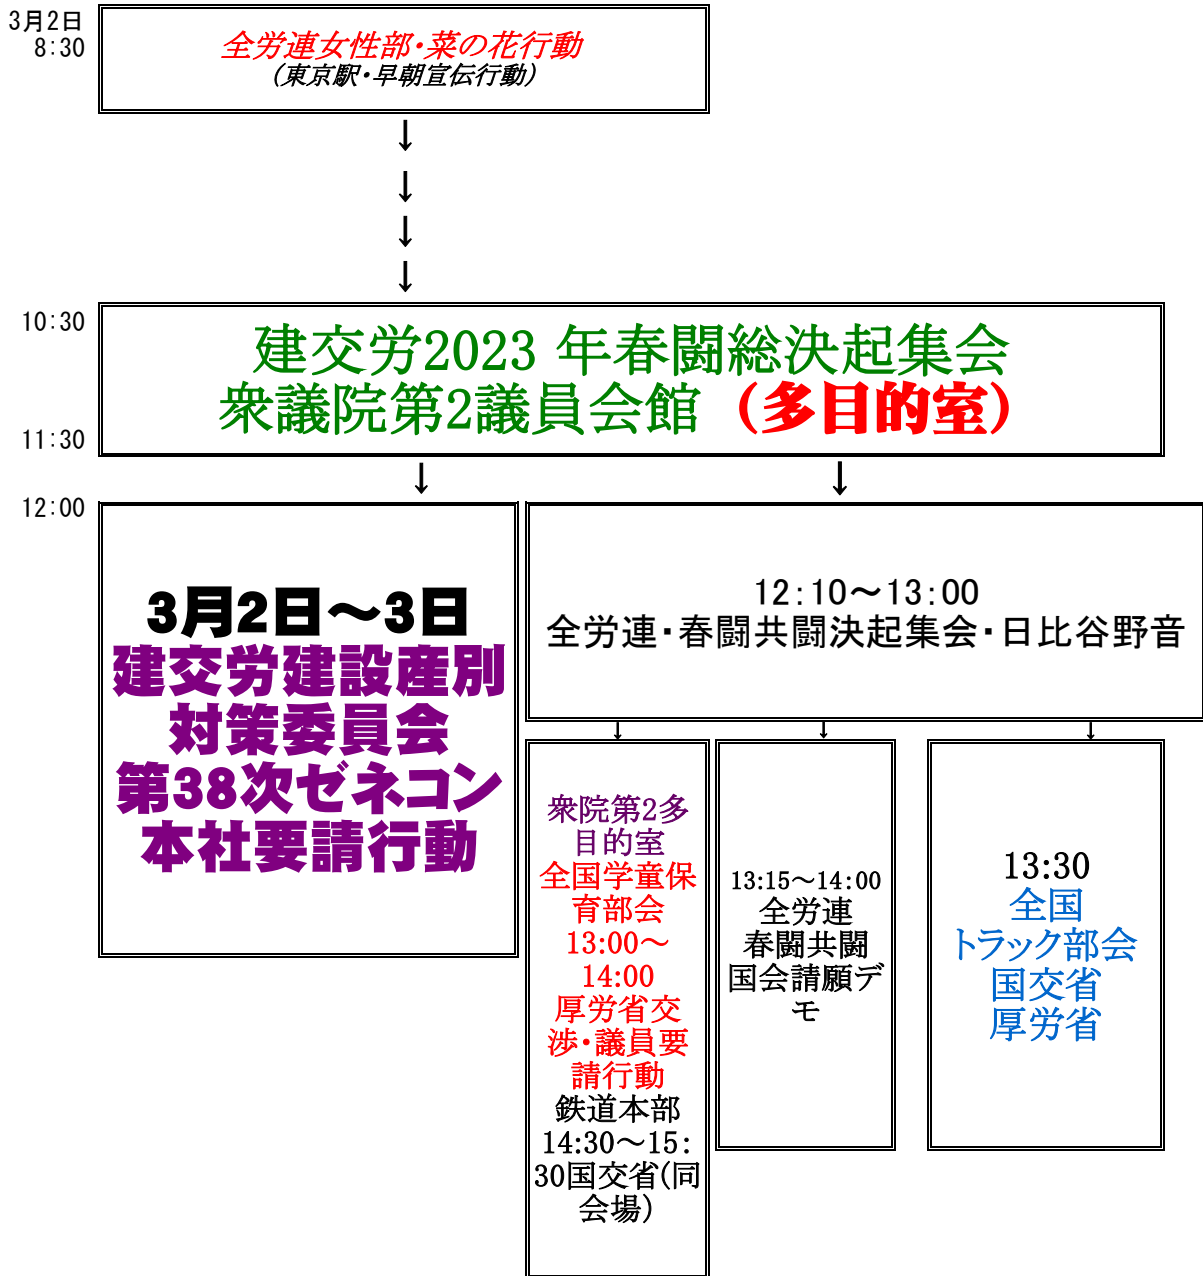 3月2日
8:30
全労連女性部・菜の花行動
(東京駅・早朝宣伝行動)
↓
↓
↓
↓
10:30
建交労2023 年春闘総決起集会
衆議院第2議員会館 (多目的室)
11:30
↓ ↓
12:00
3月2日～3日
建交労建設産別
対策委員会
第38次ゼネコン
本社要請行動
12:10～13:00
全労連・春闘共闘決起集会・日比谷野音
↓ ↓ ↓
衆院第2多
目的室
全国学童保
育部会
13:00～
14:00
厚労省交
渉・議員要
請行動
鉄道本部
14:30～15:
30国交省(同
会場)
13:15～14:00
全労連
春闘共闘
国会請願デ
モ
13:30
全国
トラック部会
国交省
厚労省